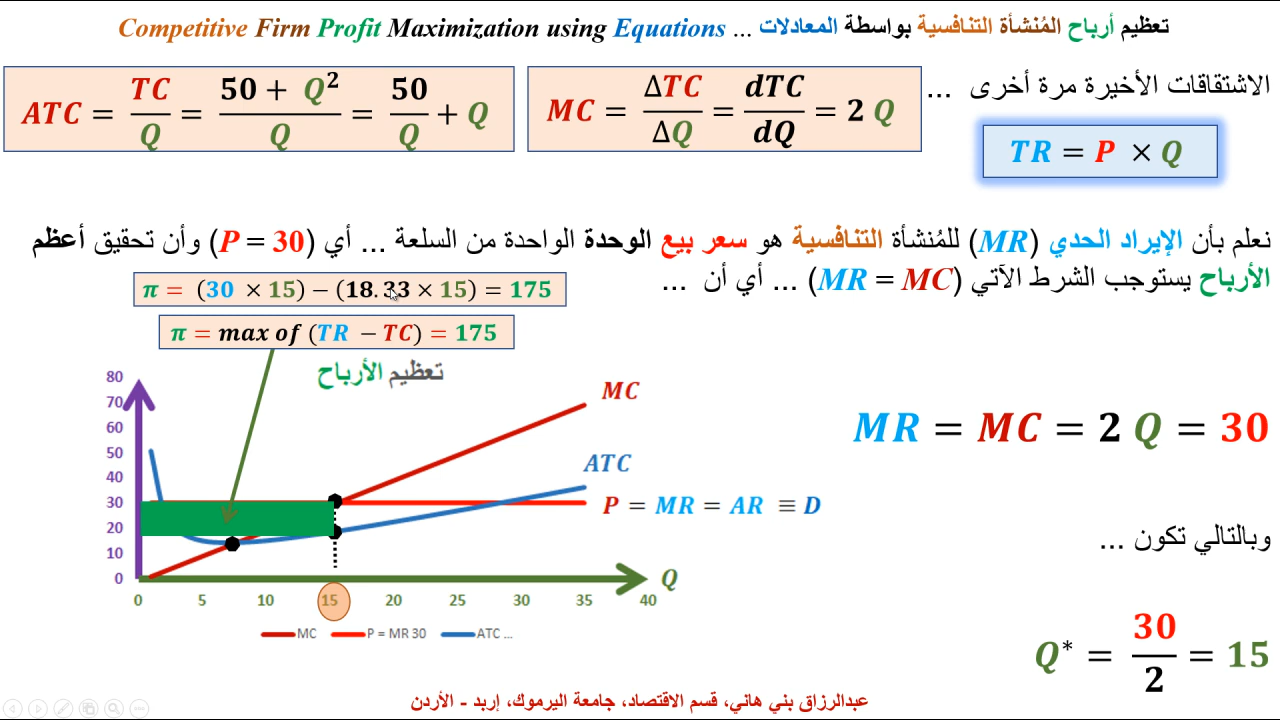 تعظيم أرباح المُنشأة التنافسية بواسطة المعادلات ... Competitive Firm Profit Maximization using Equations
الاشتقاقات الأخيرة مرة أخرى ...
ATC = TC/Q = (50 + Q²)/Q = 50/Q + Q
MC = ΔTC/ΔQ = dTC/dQ = 2 Q
TR = P × Q
نعلم بأن الإيراد الحدي (MR) للمُنشأة التنافسية هو سعر بيع الوحدة الواحدة من السلعة ... أي (P = 30) وأن تحقيق أعظم
الأرباح يستوجب الشرط الآتي (MR = MC) ... أي أن ...
π = (30 × 15) − (18.33 × 15) = 175
π = max of (TR − TC) = 175
تعظيم الأرباح
80
70
60
50
40
30
20
10
0
MC
ATC
P = MR = AR ≡ D
Q
0 5 10 15 20 25 30 35 40
MC P = MR 30 ATC ...
MR = MC = 2 Q = 30
وبالتالي تكون ...
Q* = 30/2 = 15
عبدالرزاق بني هاني، قسم الاقتصاد، جامعة اليرموك، إربد - الأردن